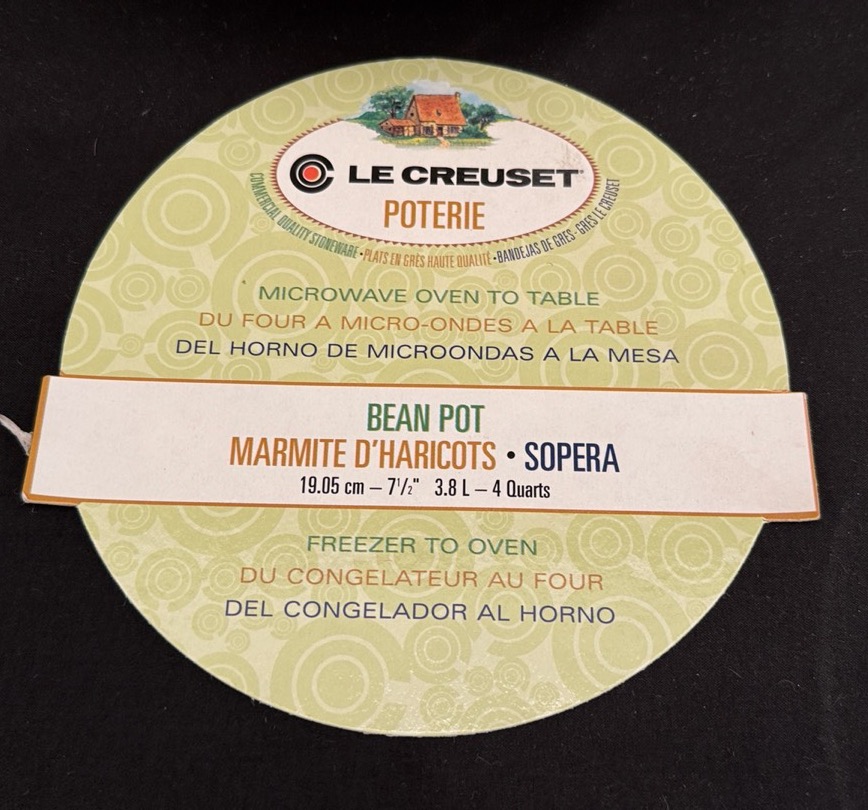 LE CREUSET
POTERIE
COMMERCIAL QUALITY STONEWARE • PLATS EN GRÈS HAUTE QUALITÉ • BANDEJAS DE GRES - GRES LE CREUSET
MICROWAVE OVEN TO TABLE
DU FOUR A MICRO-ONDES A LA TABLE
DEL HORNO DE MICROONDAS A LA MESA
BEAN POT
MARMITE D'HARICOTS • SOPERA
19.05 cm – 7 1/2" 3.8 L – 4 Quarts
FREEZER TO OVEN
DU CONGELATEUR AU FOUR
DEL CONGELADOR AL HORNO